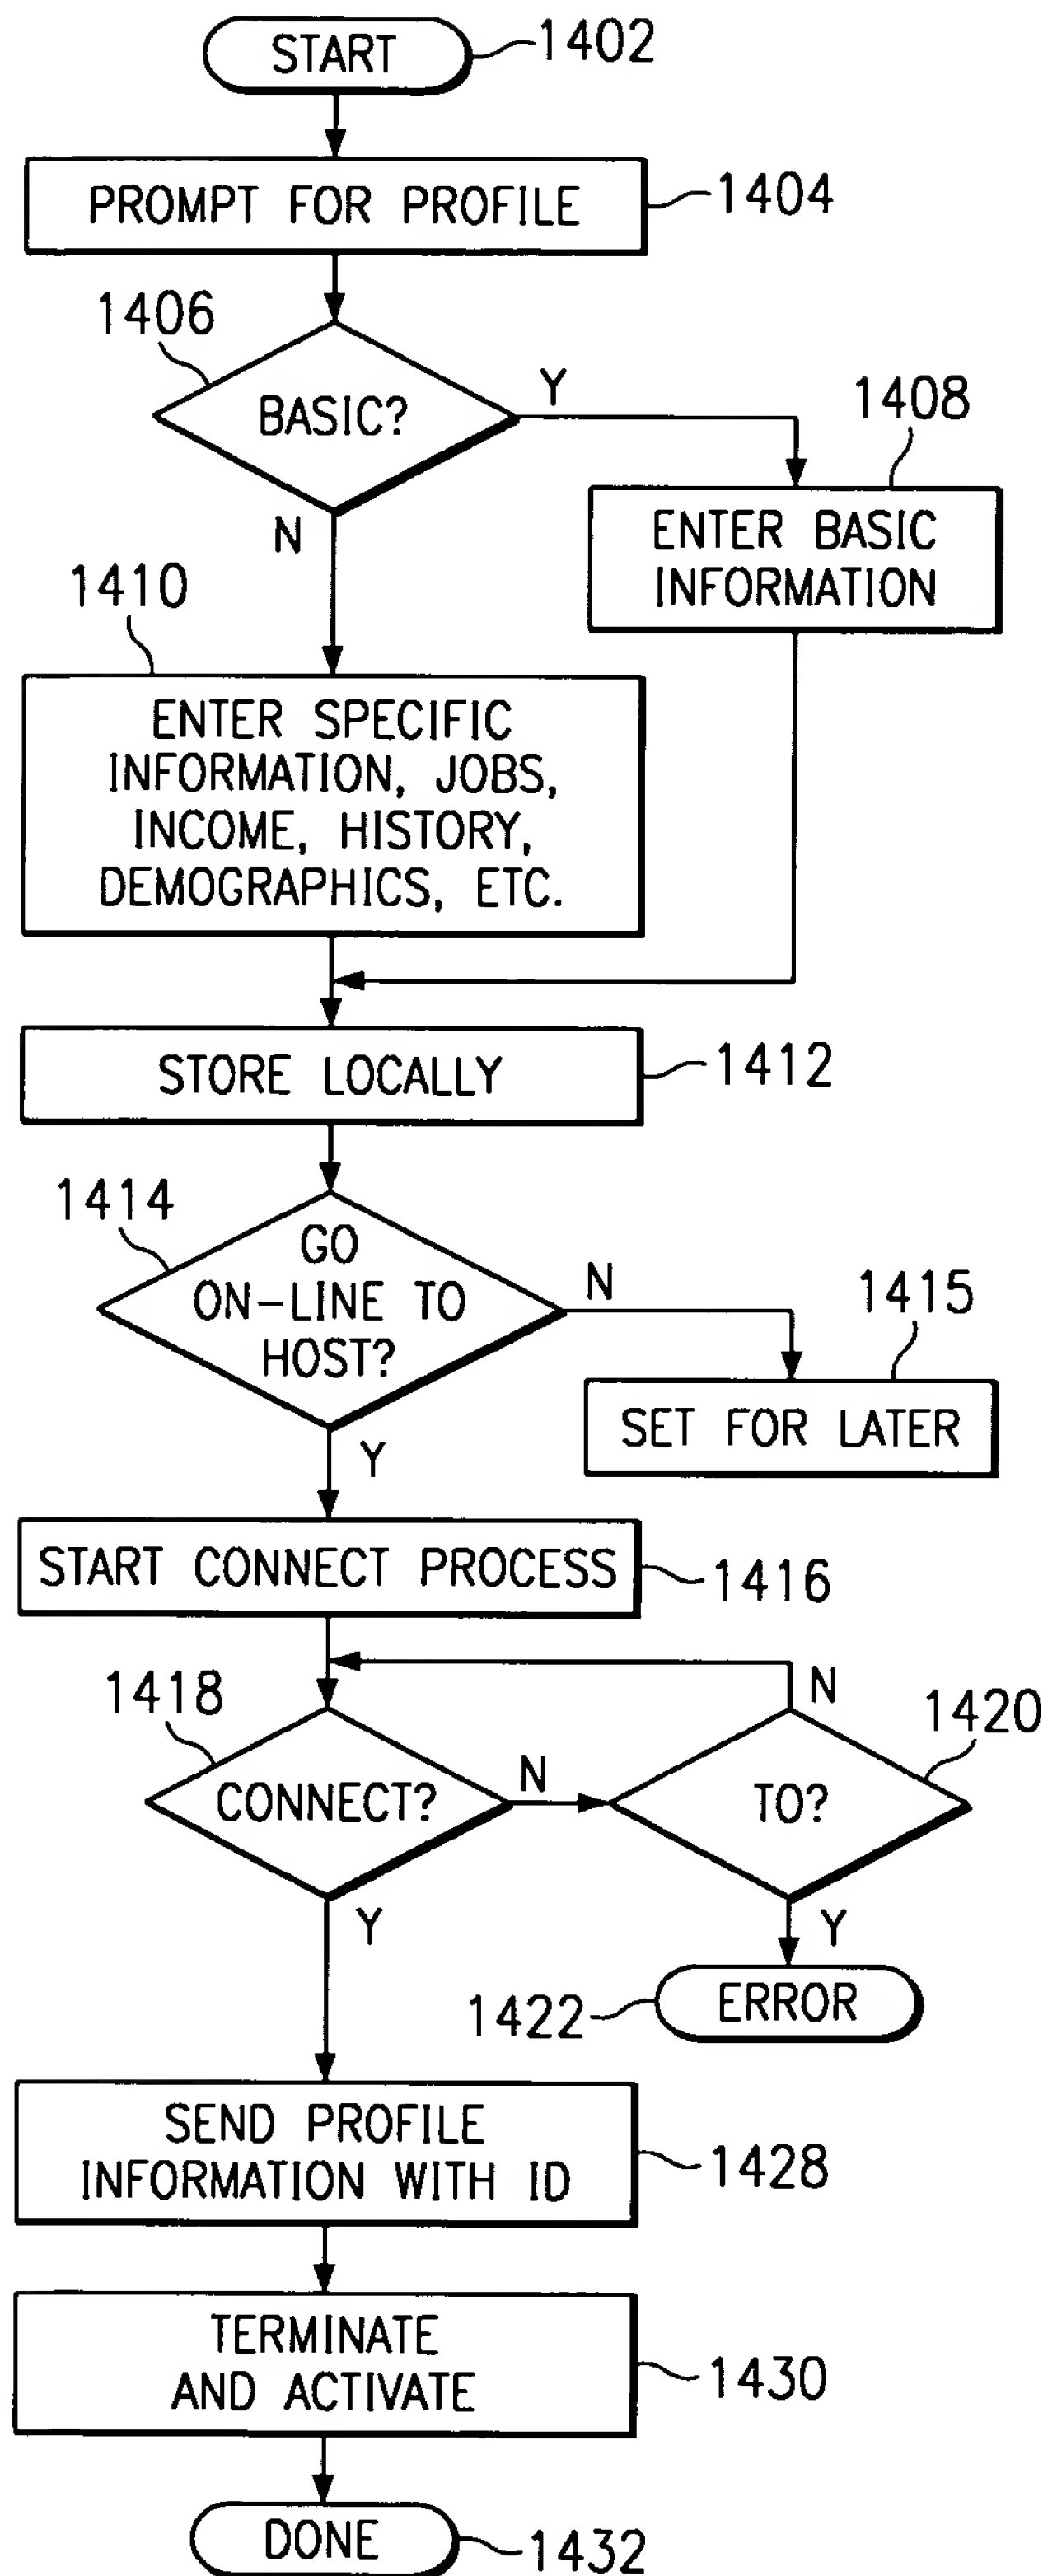 START
1402
PROMPT FOR PROFILE
1404
1406
BASIC?
Y
N
1408
ENTER BASIC
INFORMATION
1410
ENTER SPECIFIC
INFORMATION, JOBS,
INCOME, HISTORY,
DEMOGRAPHICS, ETC.
STORE LOCALLY
1412
1414
GO
ON-LINE TO
HOST?
N
Y
1415
SET FOR LATER
START CONNECT PROCESS
1416
1418
CONNECT?
N
Y
1420
TO?
N
Y
1422
ERROR
SEND PROFILE
INFORMATION WITH ID
1428
TERMINATE
AND ACTIVATE
1430
DONE
1432